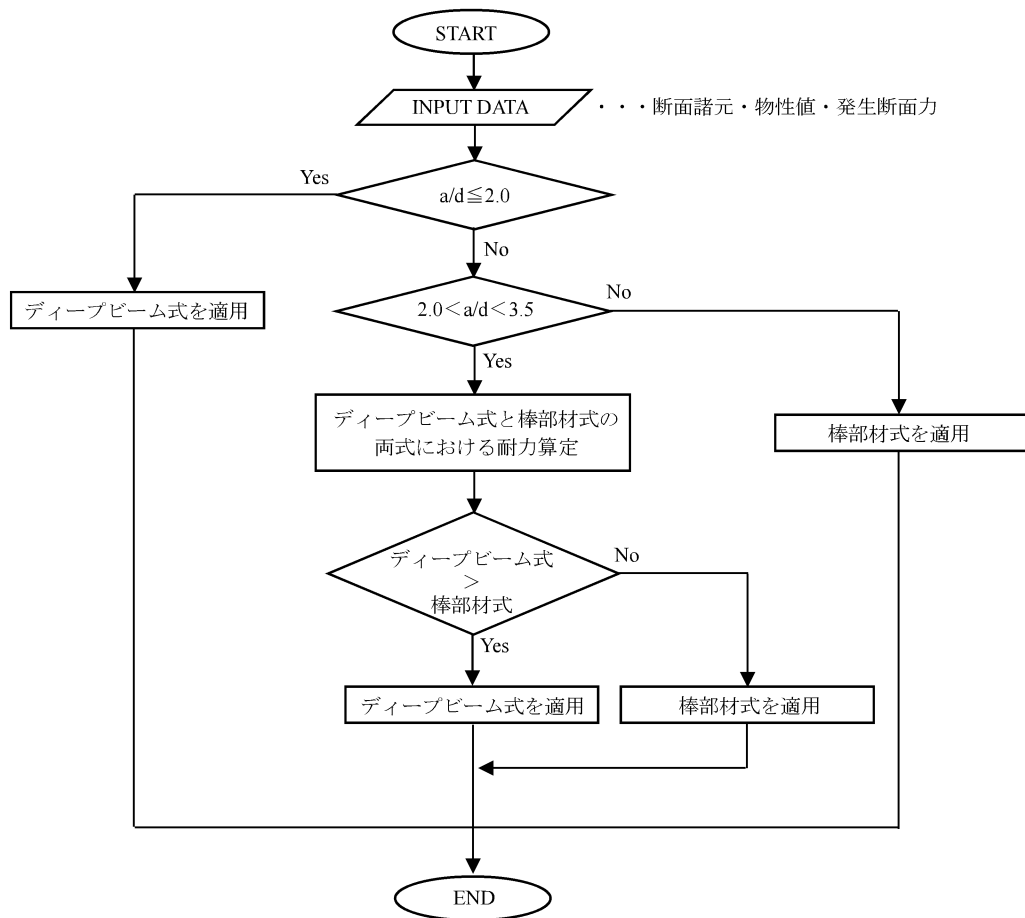 START
INPUT DATA ・・・断面諸元・物性値・発生断面力
Yes
a/d≦2.0
No
ディープビーム式を適用
2.0＜a/d＜3.5
No
Yes
ディープビーム式と棒部材式の
両式における耐力算定
棒部材式を適用
ディープビーム式
＞
棒部材式
No
Yes
ディープビーム式を適用
棒部材式を適用
END